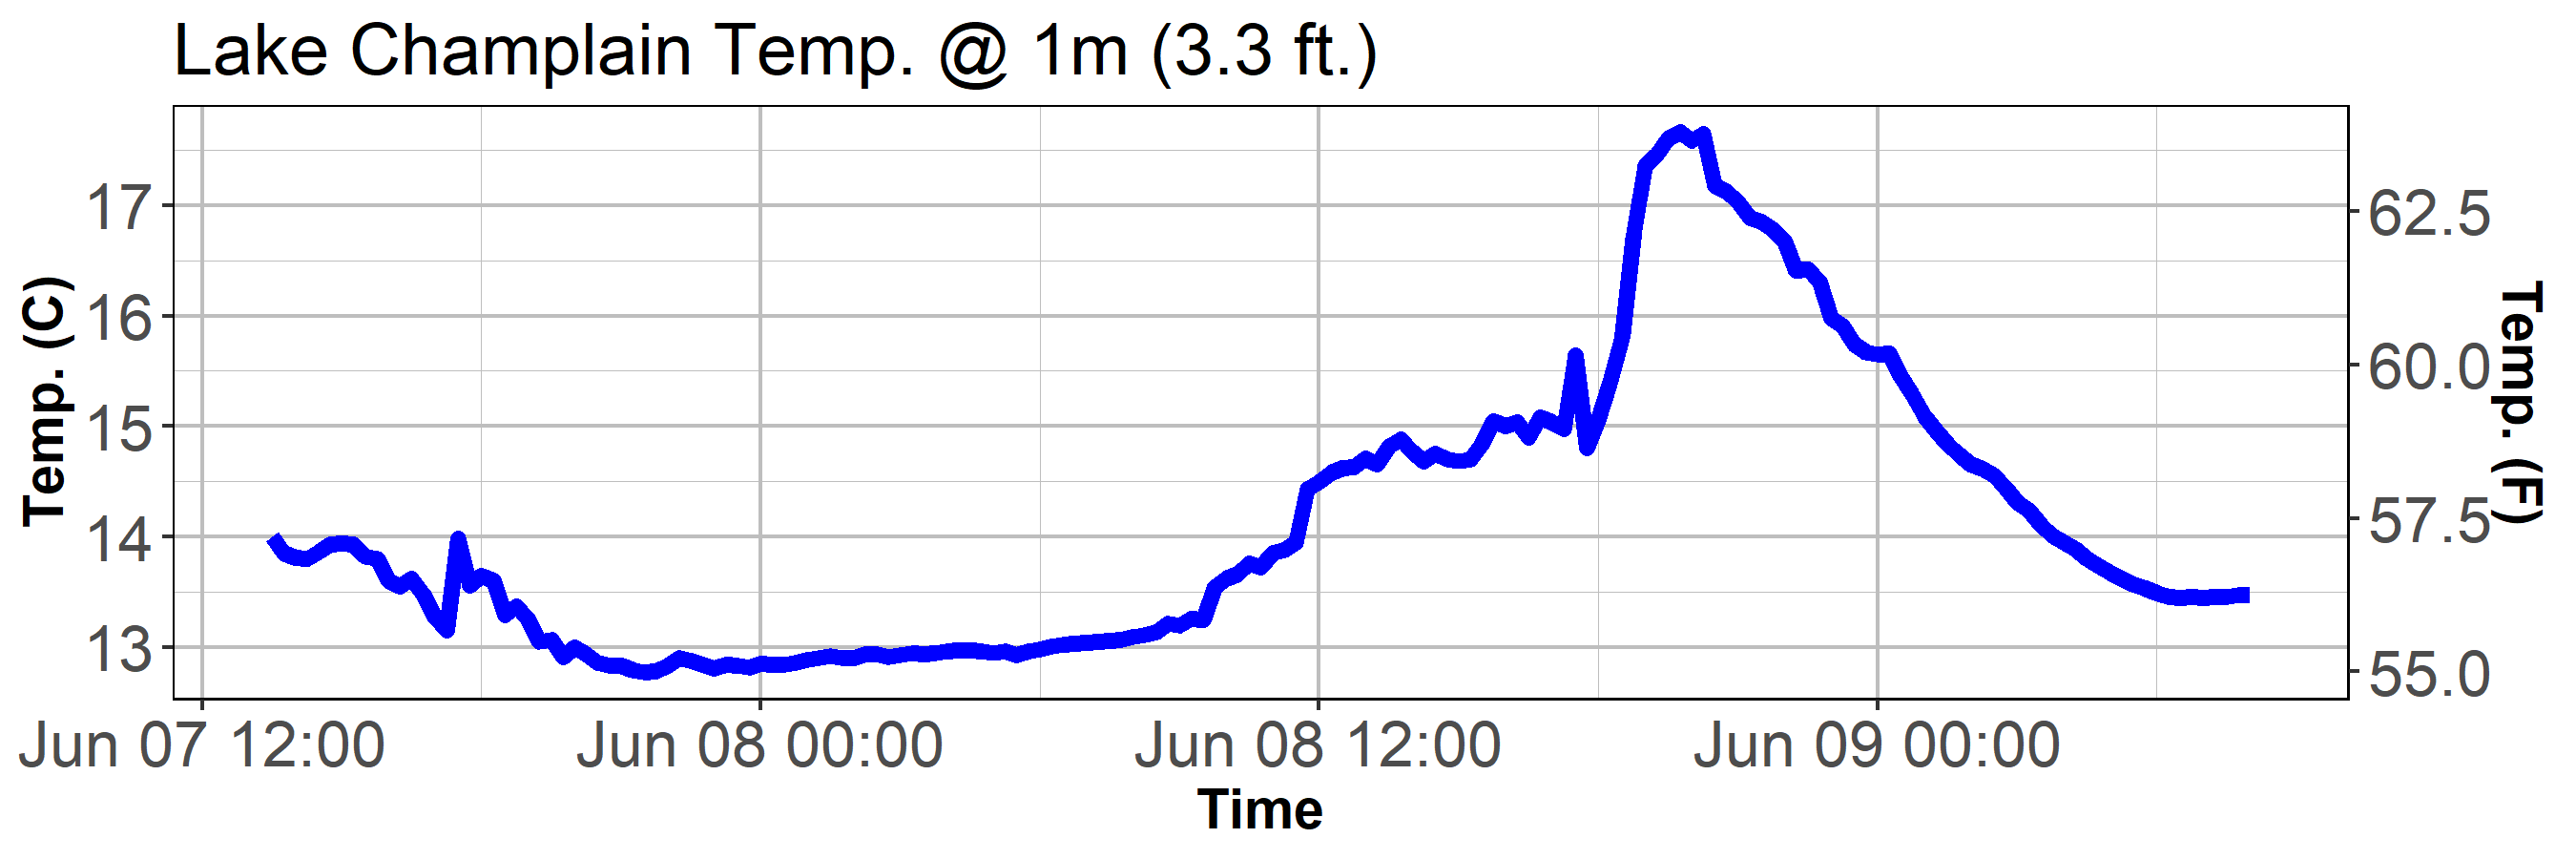 Lake Champlain Temp. @ 1m (3.3 ft.)
Temp. (C)
17
16
15
14
13
62.5
60.0
57.5
55.0
Temp. (F)
Jun 07 12:00 Jun 08 00:00 Jun 08 12:00 Jun 09 00:00
Time